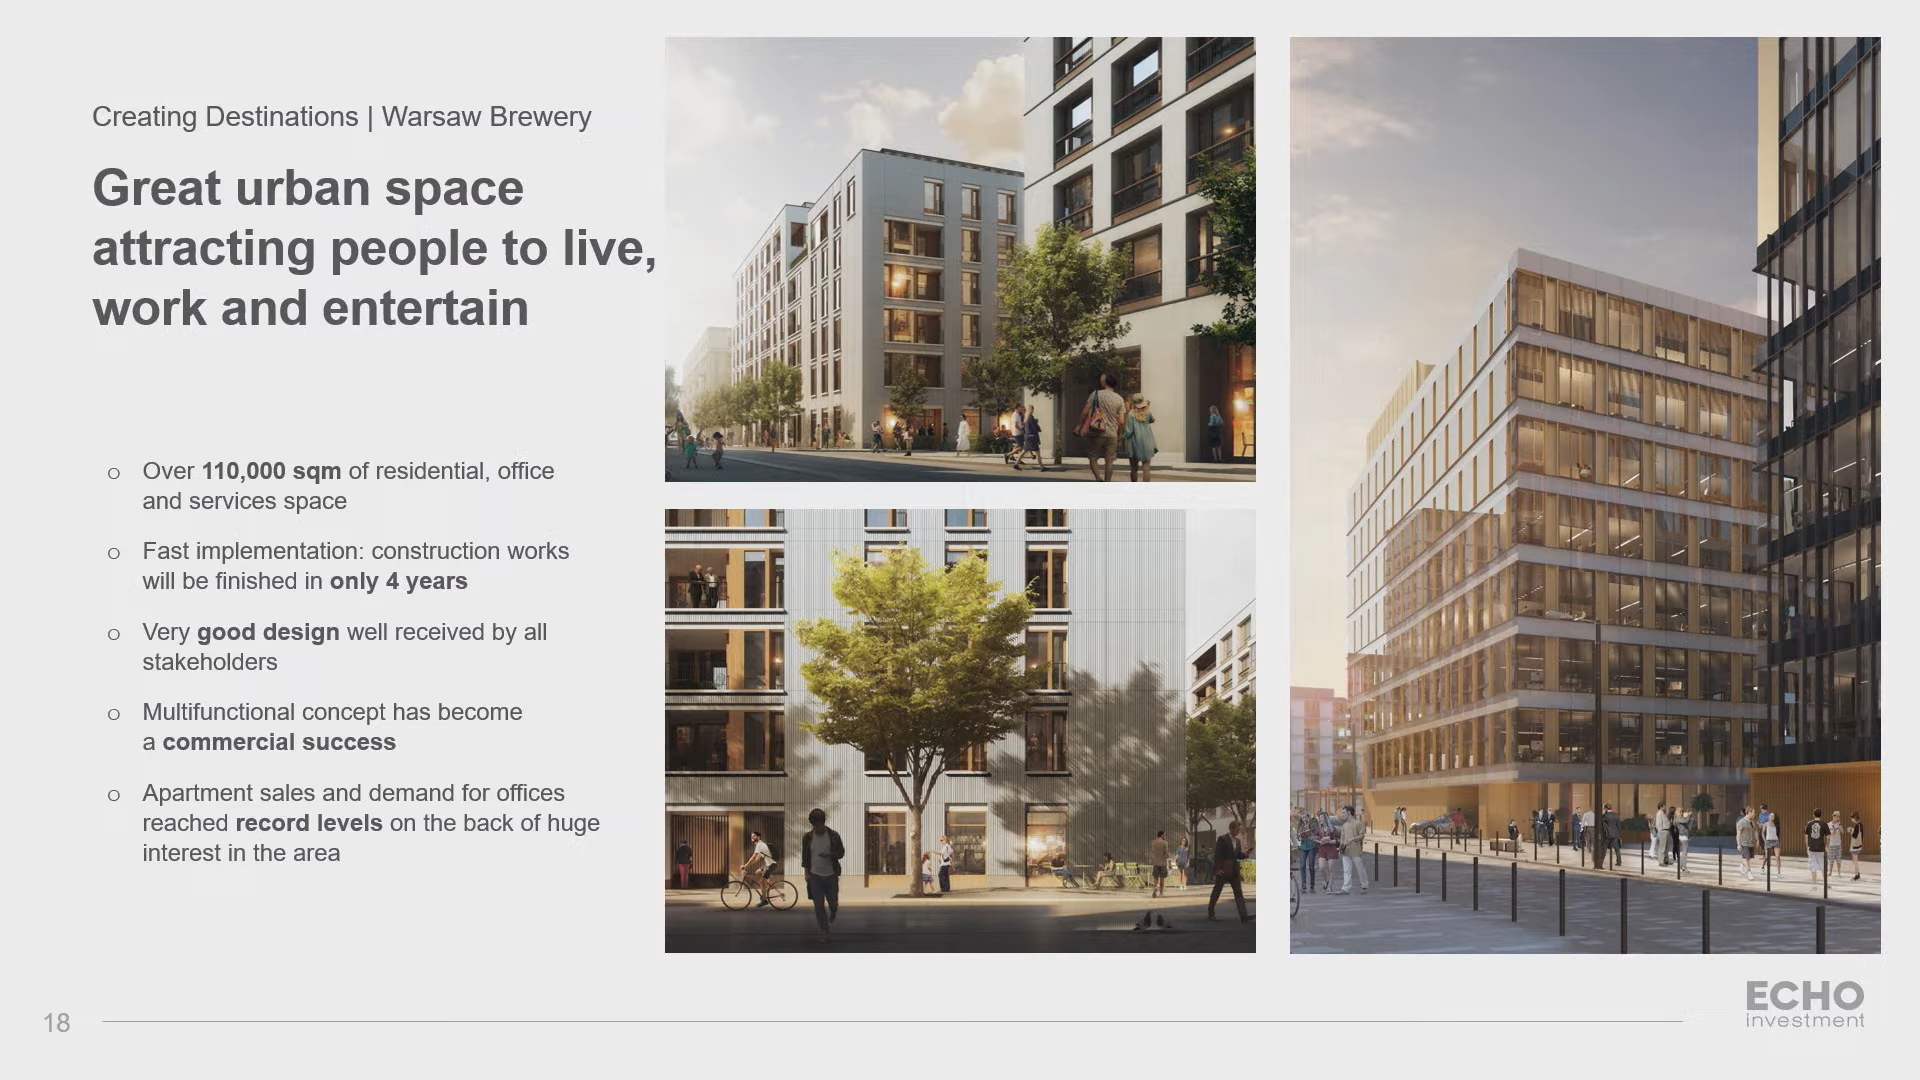 Creating Destinations | Warsaw Brewery
Great urban space
attracting people to live,
work and entertain
o Over 110,000 sqm of residential, office
and services space
o Fast implementation: construction works
will be finished in only 4 years
o Very good design well received by all
stakeholders
o Multifunctional concept has become
a commercial success
o Apartment sales and demand for offices
reached record levels on the back of huge
interest in the area
18
ECHO
investment